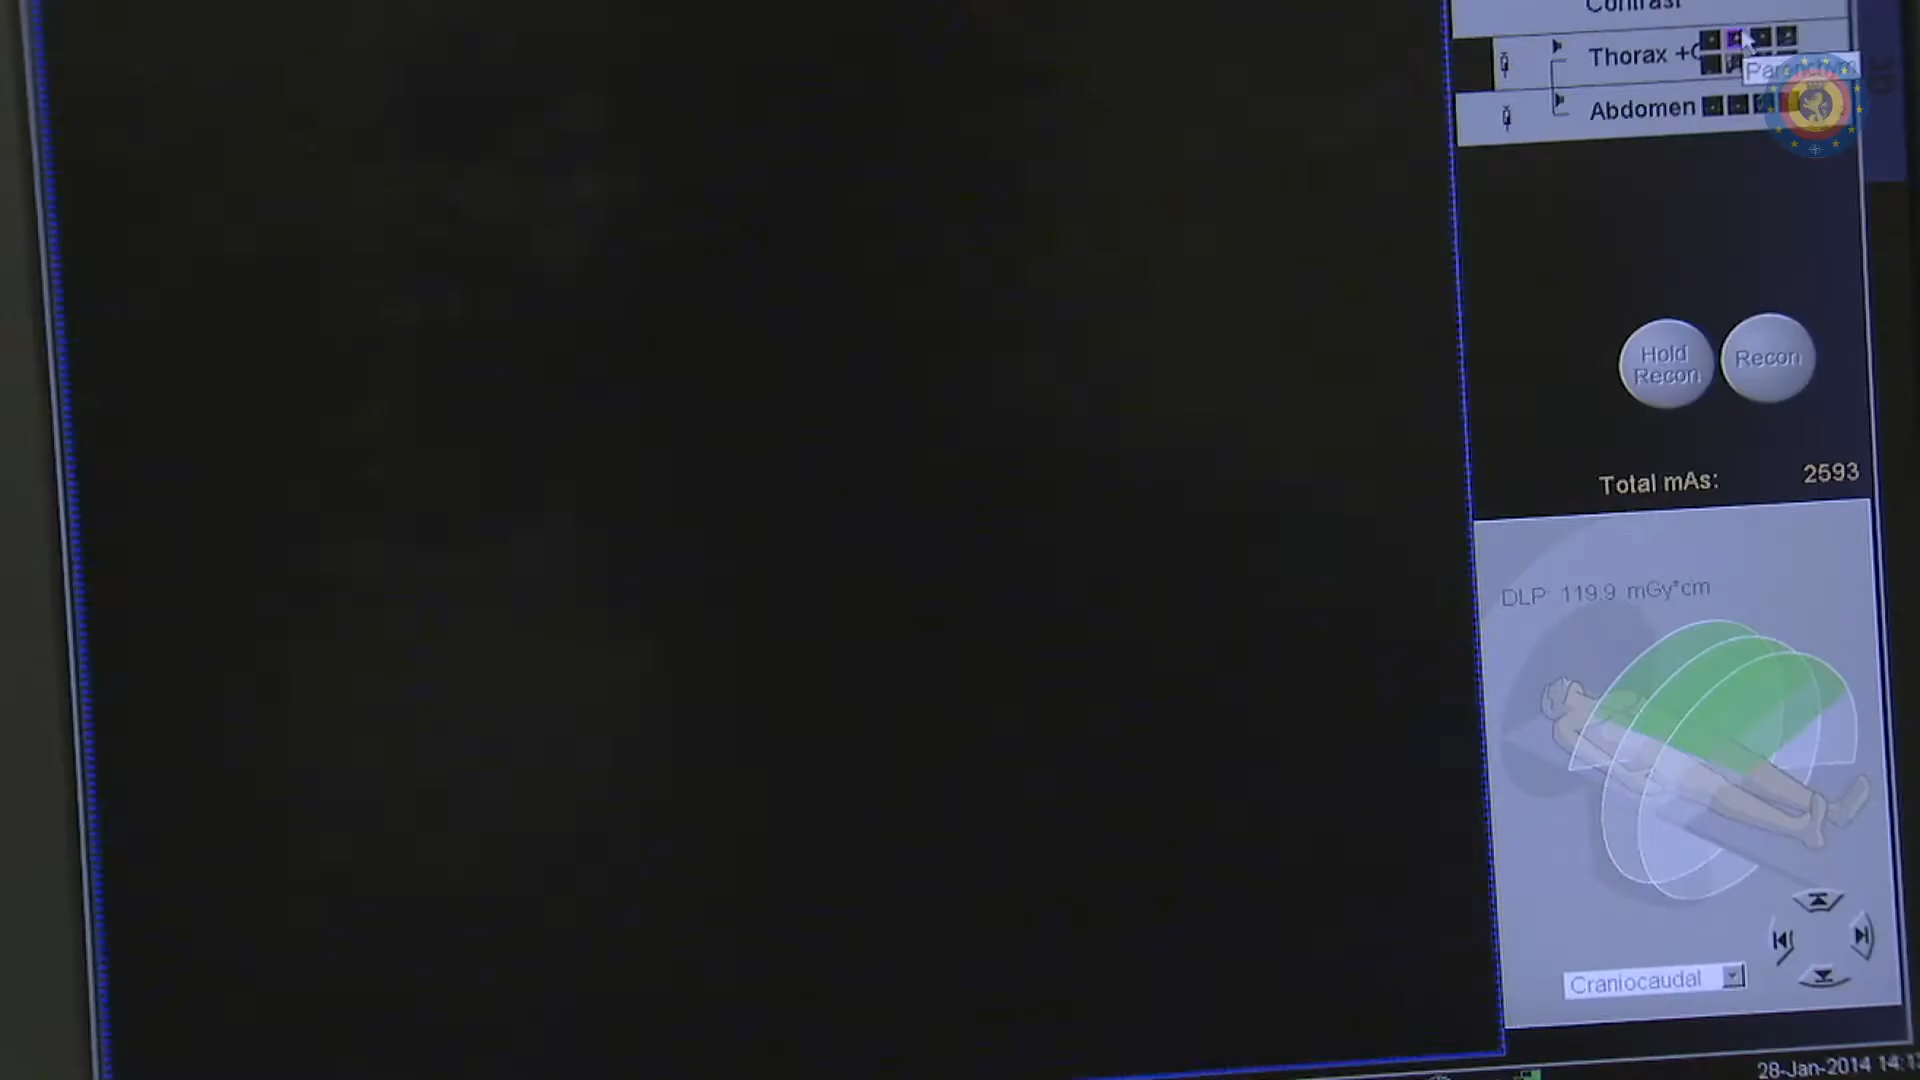 Contrast
Thorax +C
Abdomen
Hold
Recon
Recon
Total mAs: 2593
DLP: 119.9 mGy*cm
Craniocaudal
28-Jan-2014